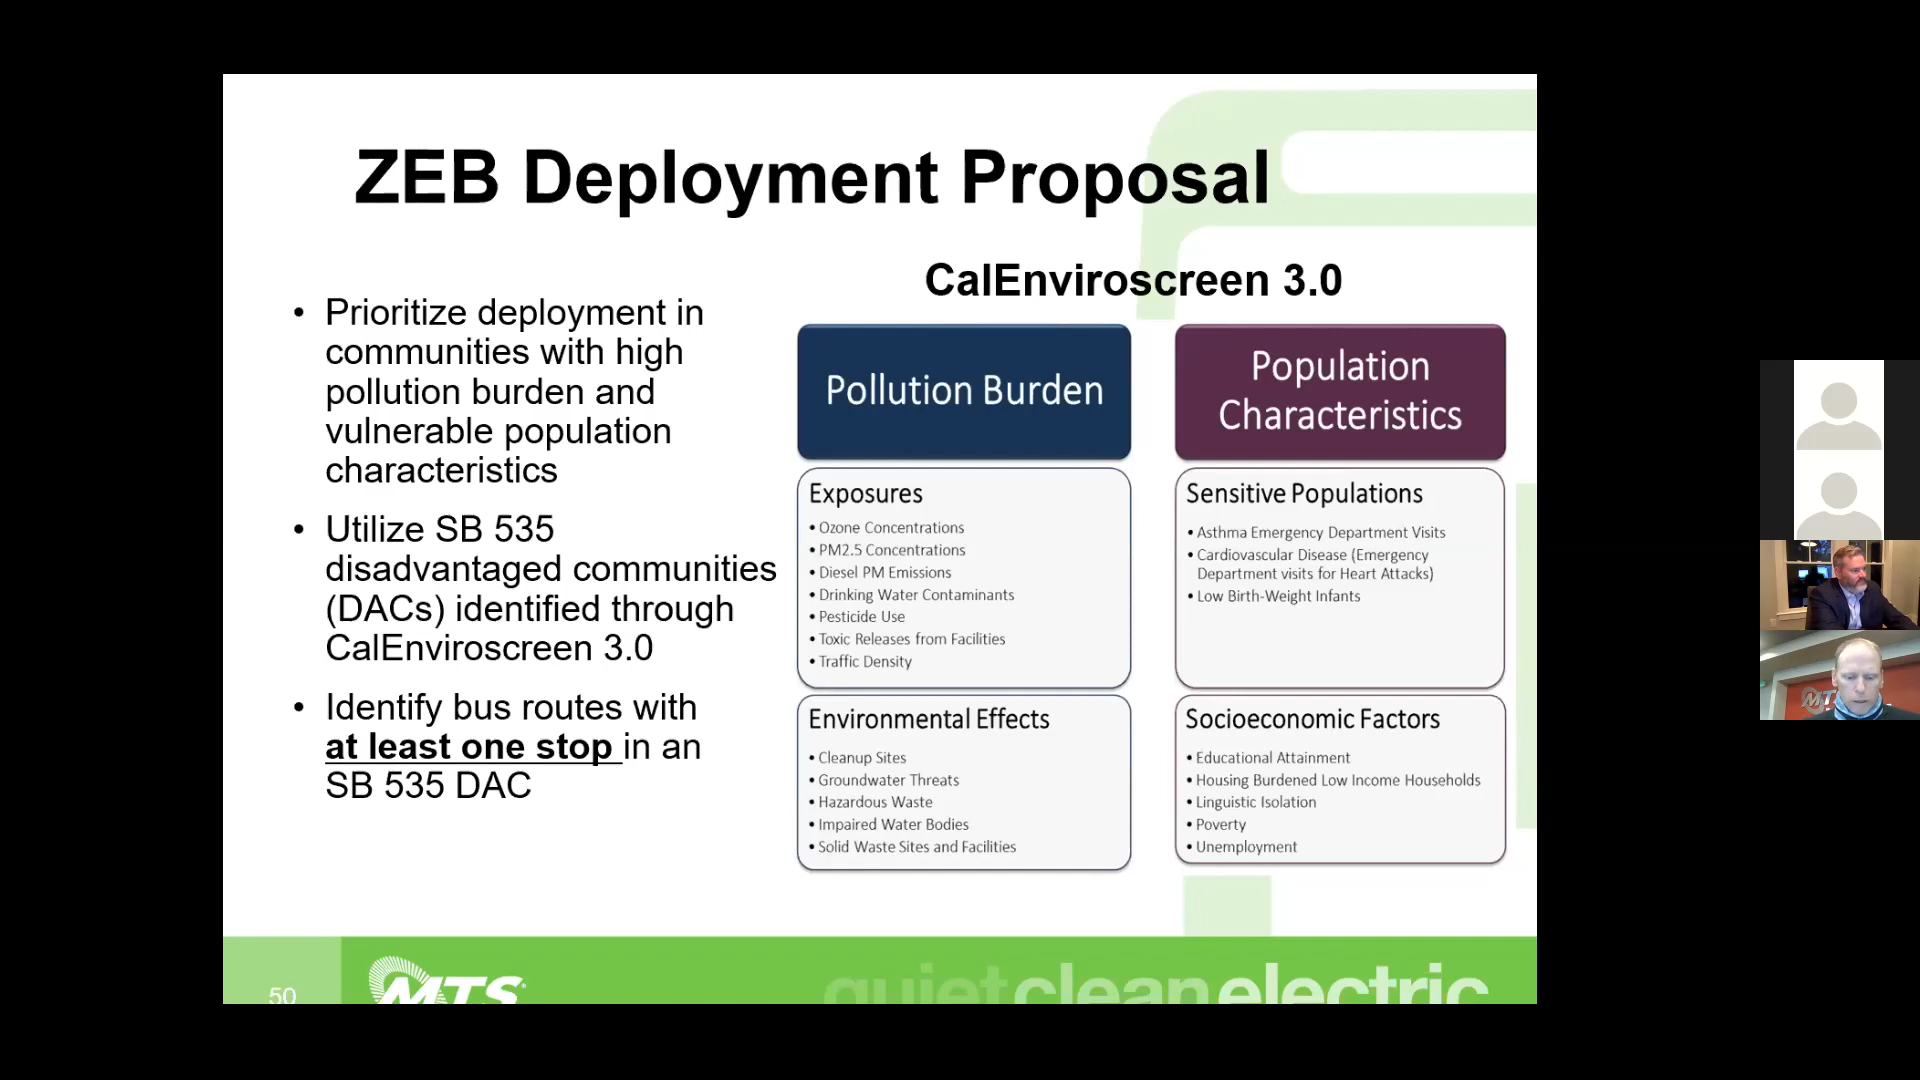 ZEB Deployment Proposal
• Prioritize deployment in
communities with high
pollution burden and
vulnerable population
characteristics
• Utilize SB 535
disadvantaged communities
(DACs) identified through
CalEnviroscreen 3.0
• Identify bus routes with
at least one stop in an
SB 535 DAC
CalEnviroscreen 3.0
Pollution Burden
Exposures
• Ozone Concentrations
• PM2.5 Concentrations
• Diesel PM Emissions
• Drinking Water Contaminants
• Pesticide Use
• Toxic Releases from Facilities
• Traffic Density
Environmental Effects
• Cleanup Sites
• Groundwater Threats
• Hazardous Waste
• Impaired Water Bodies
• Solid Waste Sites and Facilities
Population
Characteristics
Sensitive Populations
• Asthma Emergency Department Visits
• Cardiovascular Disease (Emergency
Department visits for Heart Attacks)
• Low Birth-Weight Infants
Socioeconomic Factors
• Educational Attainment
• Housing Burdened Low Income Households
• Linguistic Isolation
• Poverty
• Unemployment
50
MTS
quiet clean electric